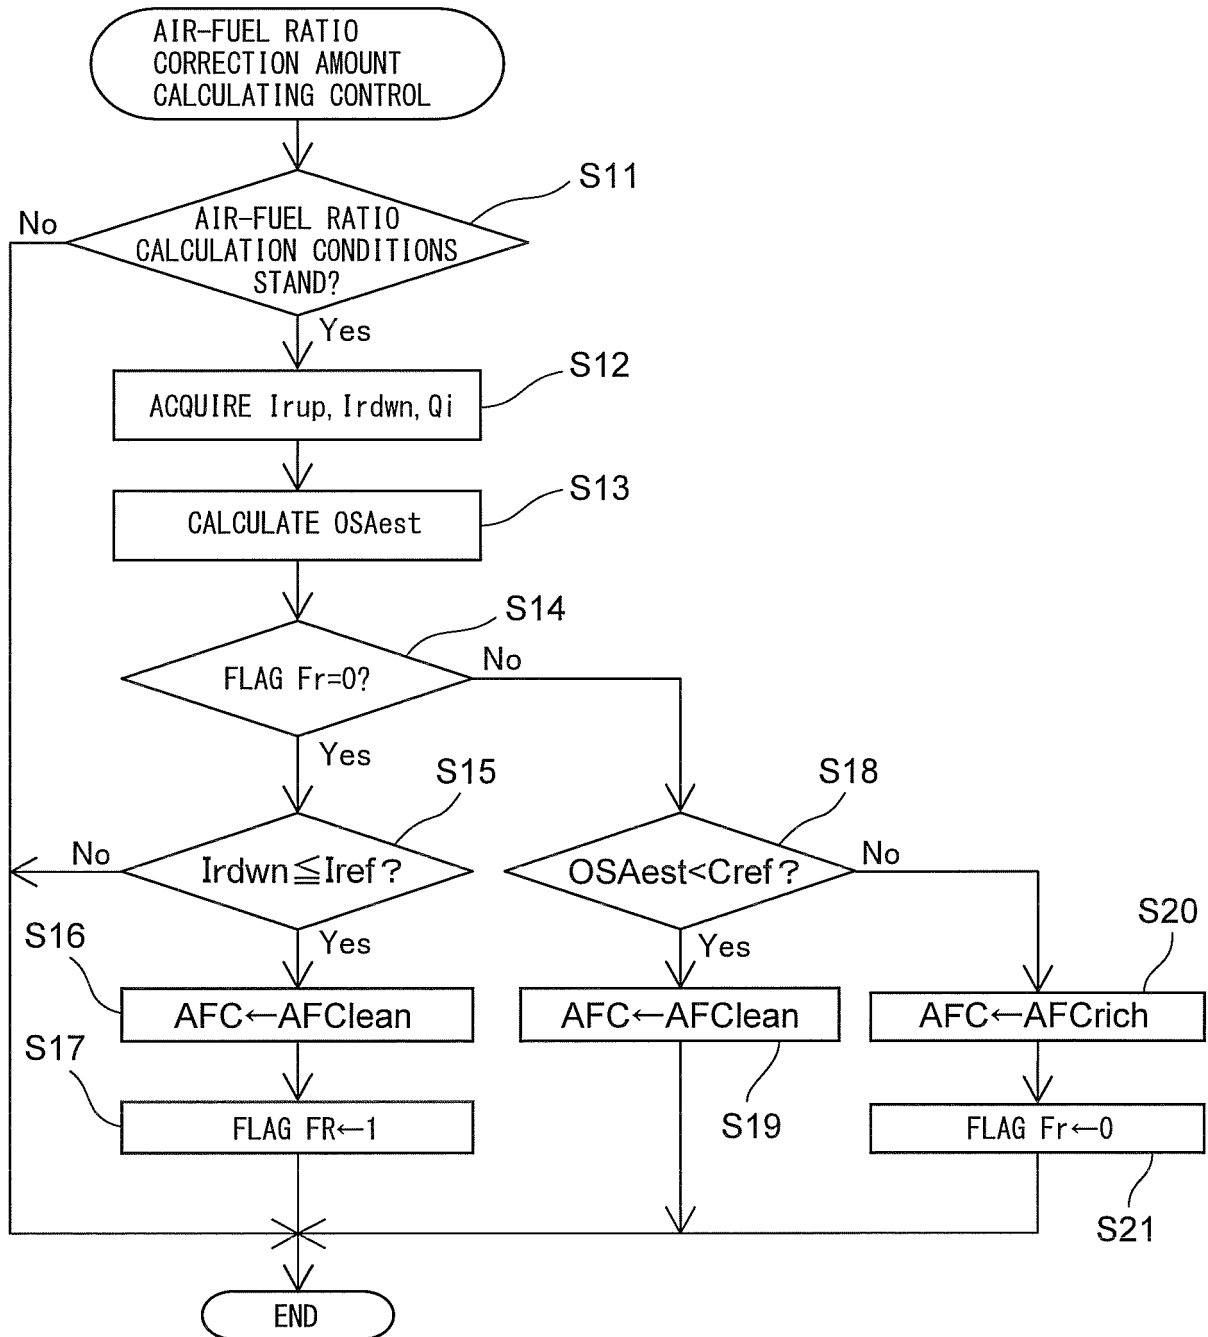 AIR-FUEL RATIO
CORRECTION AMOUNT
CALCULATING CONTROL
S11
No
AIR-FUEL RATIO
CALCULATION CONDITIONS
STAND?
Yes
S12
ACQUIRE Irup, Irdwn, Qi
S13
CALCULATE OSAest
S14
FLAG Fr=0?
No
Yes
S15
S18
No
Irdwn≦Iref?
OSAest<Cref?
No
S16
Yes
Yes
S20
AFC←AFClean
AFC←AFClean
AFC←AFCrich
S17
FLAG FR←1
S19
FLAG Fr←0
S21
END